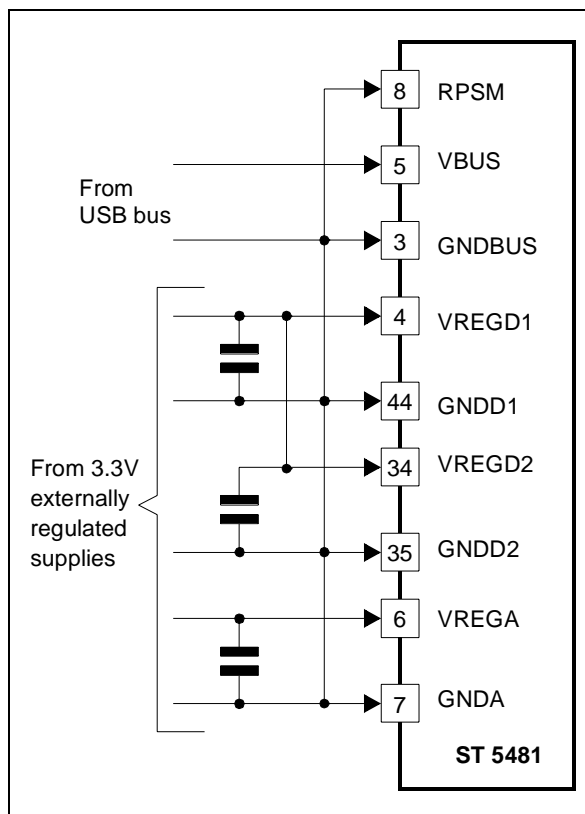 8 RPSM
5 VBUS
From
USB bus
3 GNDBUS
4 VREGD1
44 GNDD1
From 3.3V
externally
regulated
supplies
34 VREGD2
35 GNDD2
6 VREGA
7 GNDA
ST 5481